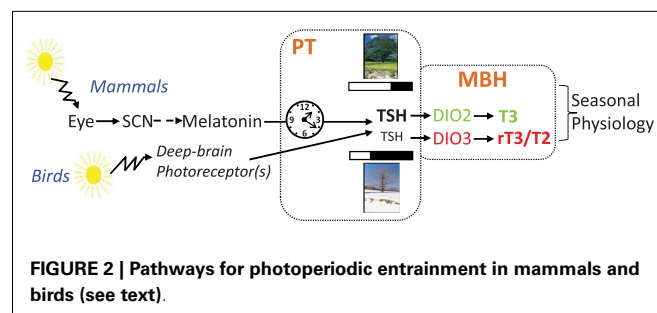 PT
MBH
Mammals
Eye SCN Melatonin
12
9 3
6
TSH DIO2 T3
TSH DIO3 rT3/T2
Seasonal
Physiology
Birds
Deep-brain
Photoreceptor(s)
FIGURE 2 | Pathways for photoperiodic entrainment in mammals and
birds (see text).